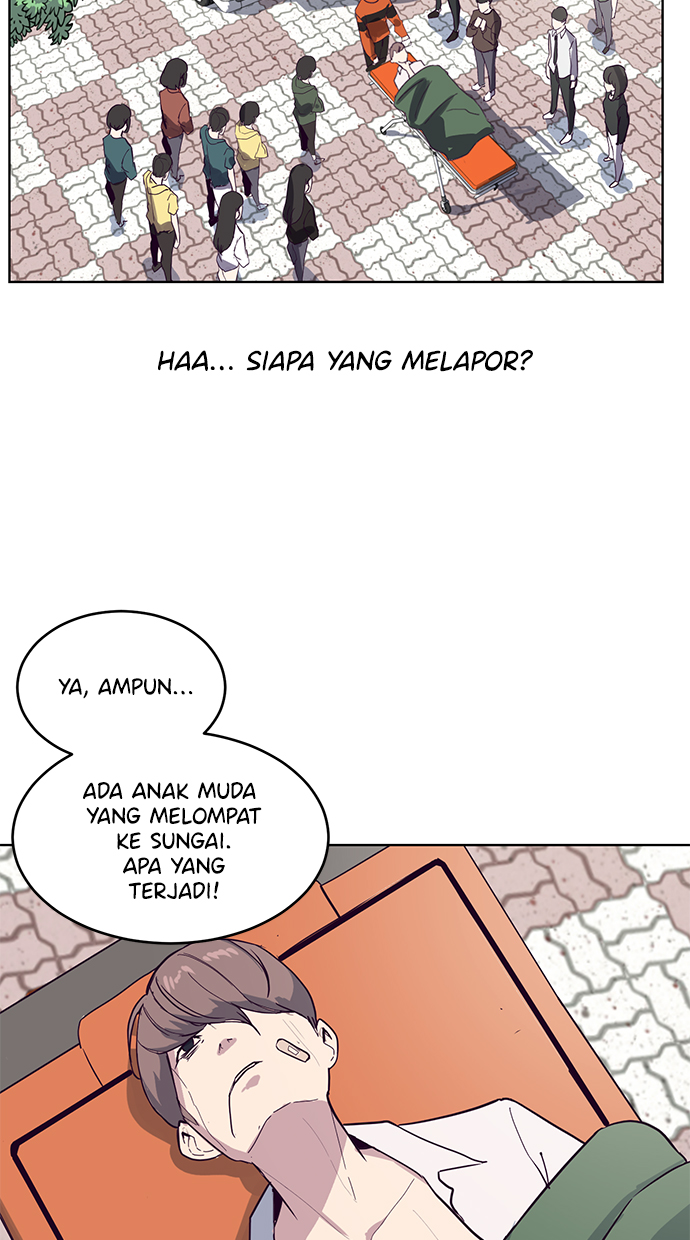 HAA... SIAPA YANG MELAPOR?
YA, AMPUN...
ADA ANAK MUDA
YANG MELOMPAT
KE SUNGAI.
APA YANG
TERJADI!